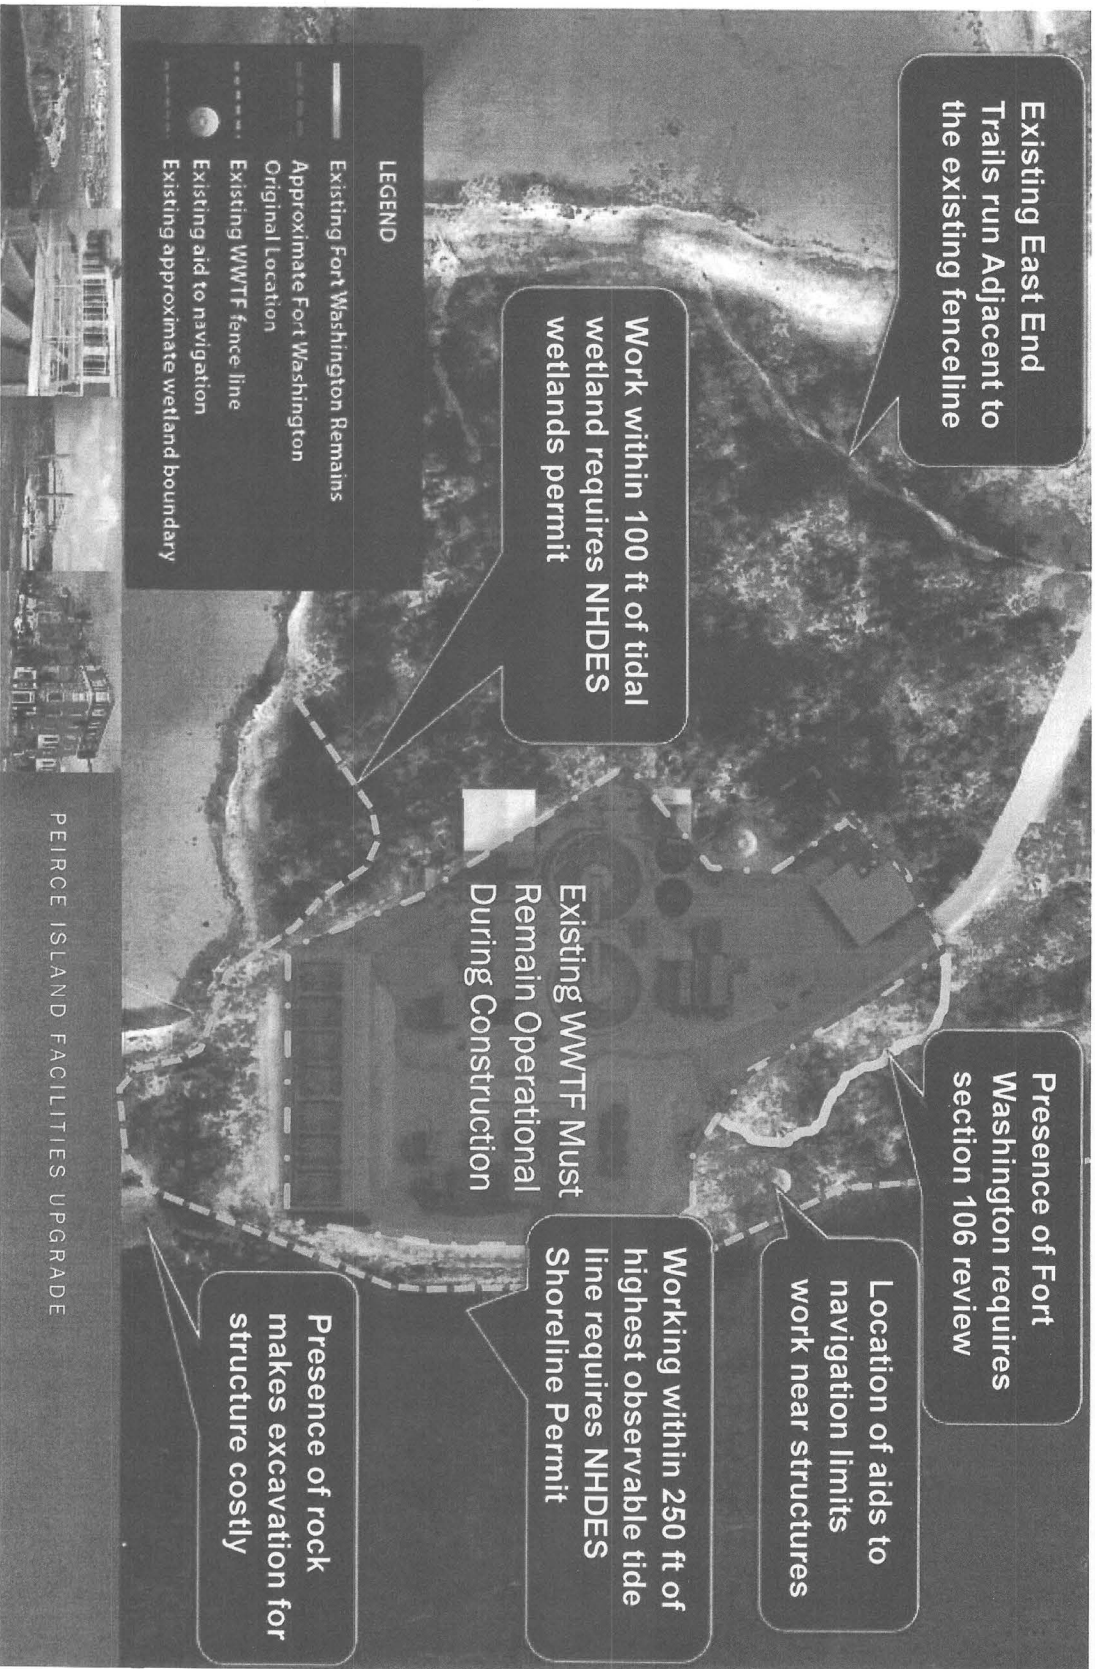 Existing East End
Trails run Adjacent to
the existing fenceline
Presence of Fort
Washington requires
section 106 review
Location of aids to
navigation limits
work near structures
Work within 100 ft of tidal
wetland requires NHDES
wetlands permit
Existing WWTF Must
Remain Operational
During Construction
Working within 250 ft of
highest observable tide
line requires NHDES
Shoreline Permit
Presence of rock
makes excavation for
structure costly
LEGEND
Existing Fort Washington Remains
Approximate Fort Washington
Original Location
Existing WWTF fence line
Existing aid to navigation
Existing approximate wetland boundary
PEIRCE ISLAND FACILITIES UPGRADE